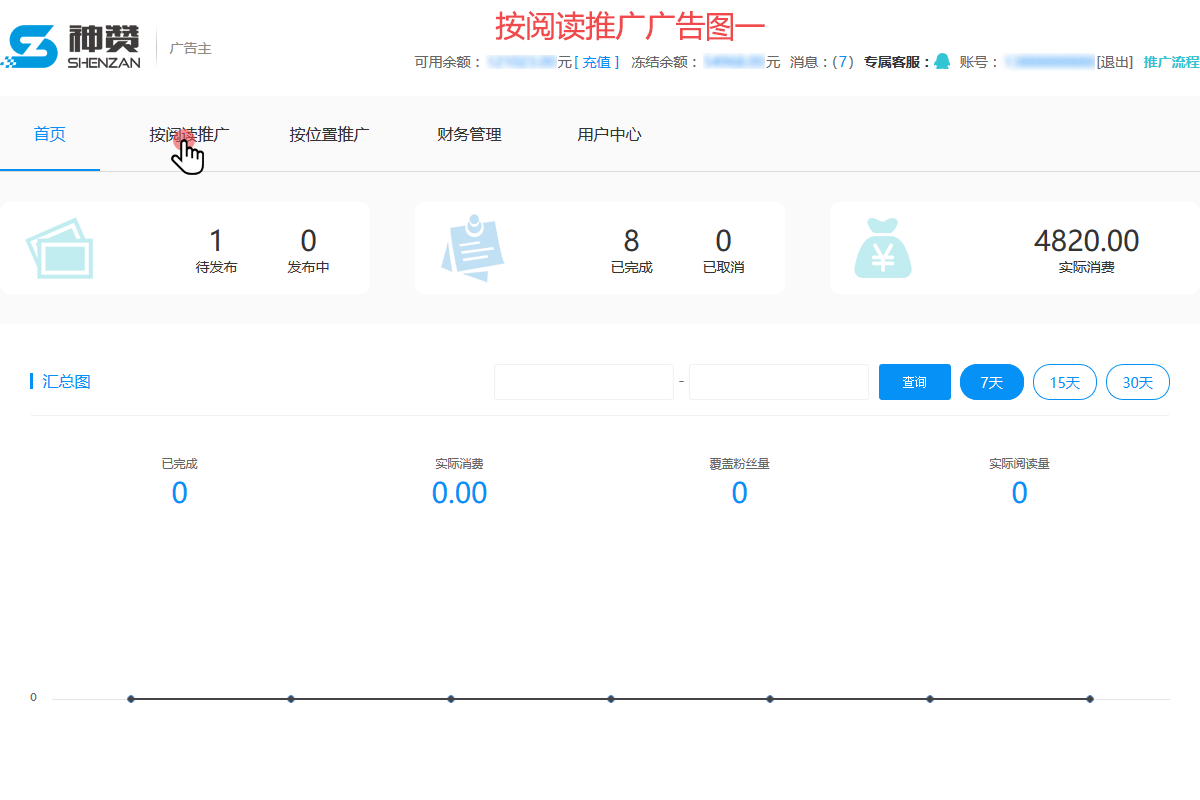 按阅读推广广告图一
神赞
SHENZAN
广告主
可用余额： 元[ 充值 ] 冻结余额： 元 消息：(7) 专属客服： 账号： [退出] 推广流程
首页 按阅读推广 按位置推广 财务管理 用户中心
1 0 8 0 4820.00
待发布 发布中 已完成 已取消 实际消费
汇总图 - 查询 7天 15天 30天
已完成 实际消费 覆盖粉丝量 实际阅读量
0 0.00 0 0
0